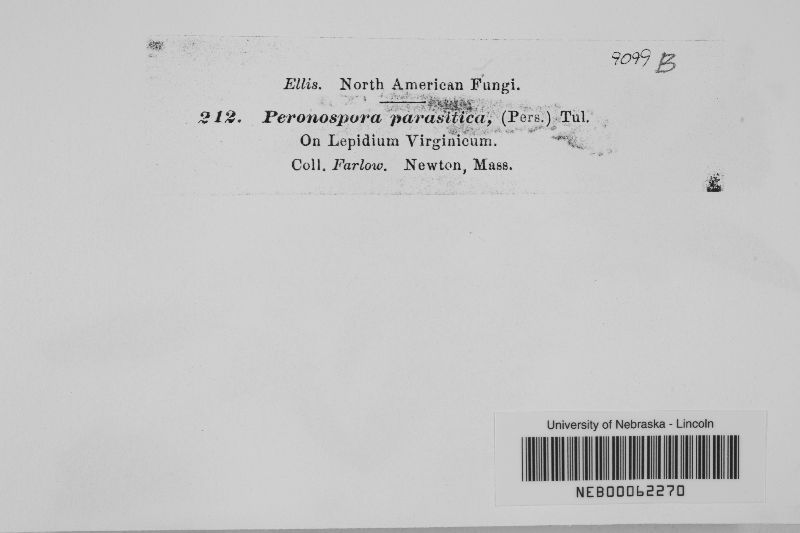 9099 B
Ellis. North American Fungi.
212. Peronospora parasitica, (Pers.) Tul.
On Lepidium Virginicum.
Coll. Farlow. Newton, Mass.
University of Nebraska - Lincoln
NEB00062270